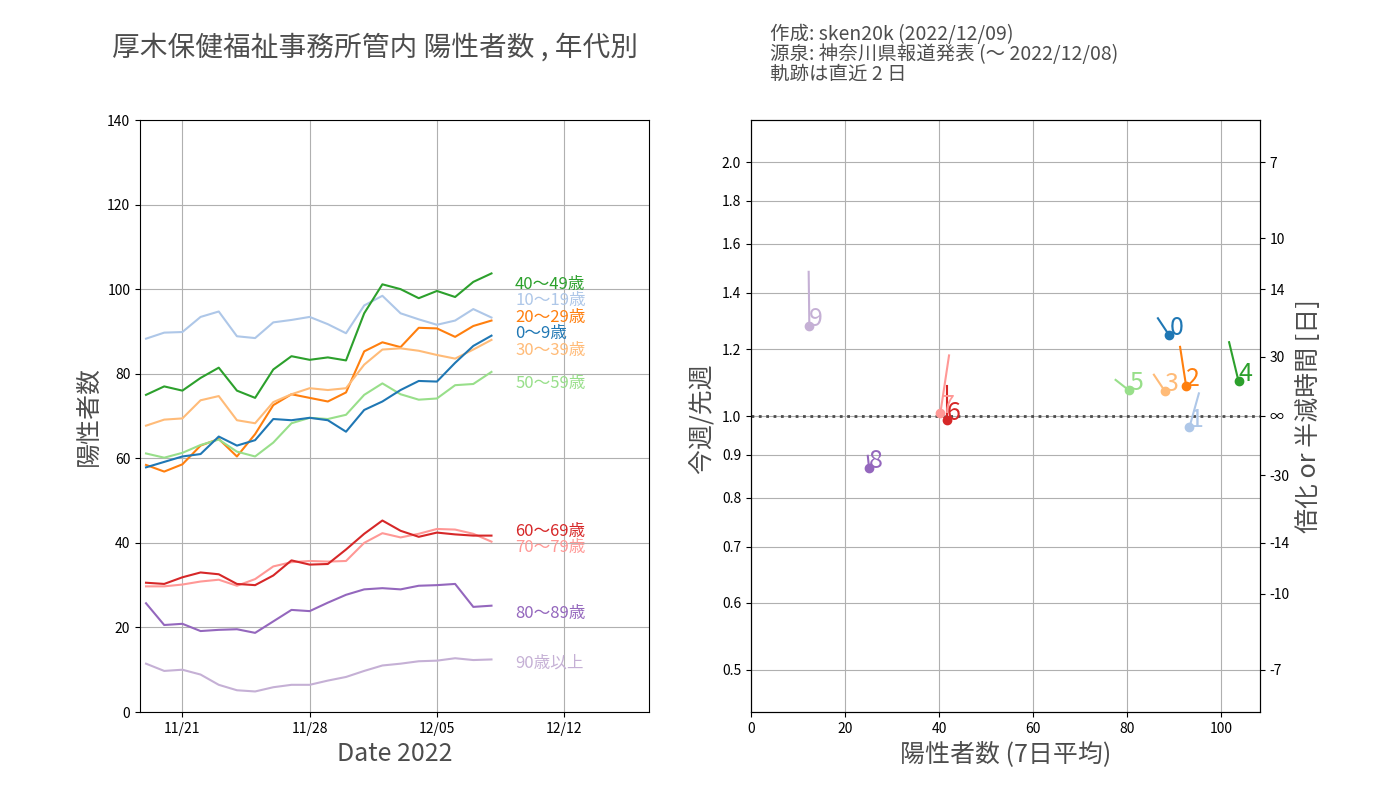 厚木保健福祉事務所管内 陽性者数 , 年代別
作成: sken20k (2022/12/09)
源泉: 神奈川県報道発表 (〜 2022/12/08)
軌跡は直近 2 日
陽性者数
140
120
100
80
60
40
20
0
40〜49歳
10〜19歳
20〜29歳
0〜9歳
30〜39歳
50〜59歳
60〜69歳
70〜79歳
80〜89歳
90歳以上
11/21
11/28
12/05
12/12
Date 2022
今週/先週
2.0
1.8
1.6
1.4
1.2
1.0
0.9
0.8
0.7
0.6
0.5
9
0
4
2
5
3
7
6
1
8
7
10
14
30
∞
-30
-14
-10
-7
倍化 or 半減時間 [日]
0
20
40
60
80
100
陽性者数 (7日平均)